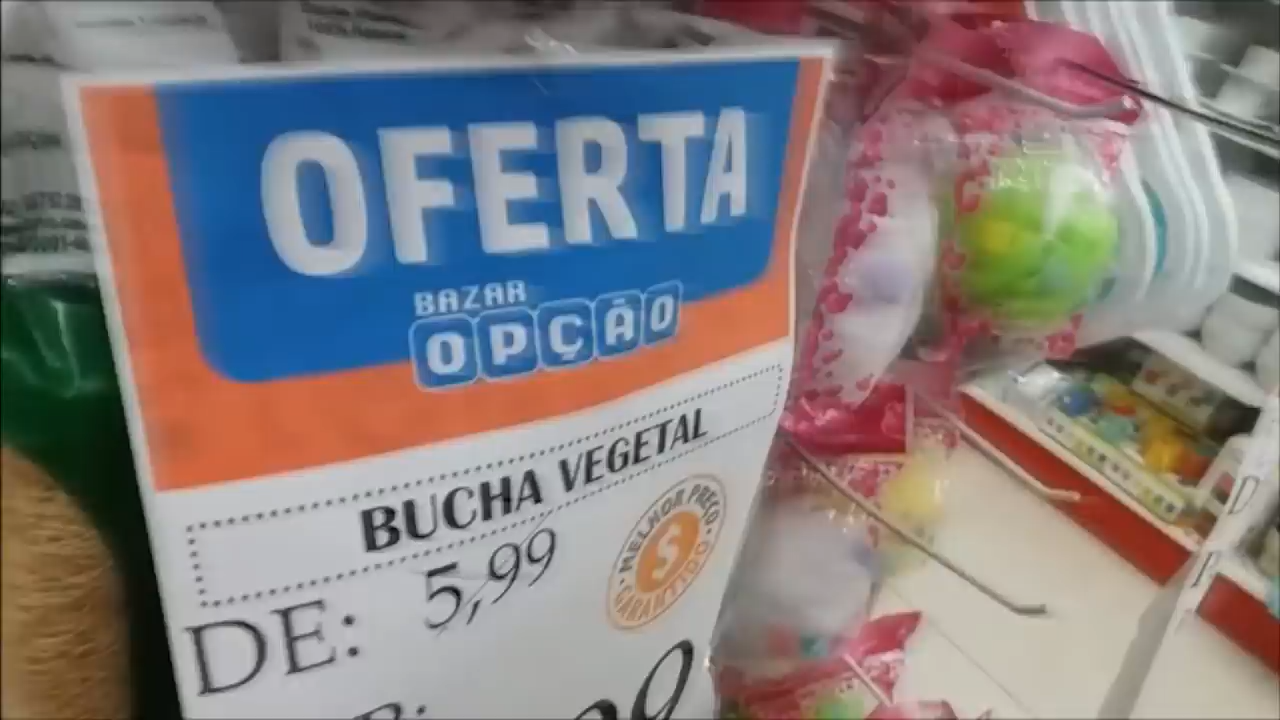 OFERTA
BAZAR
OPÇÃO
BUCHA VEGETAL
MELHOR PREÇO
$
GARANTIDO
DE: 5,99